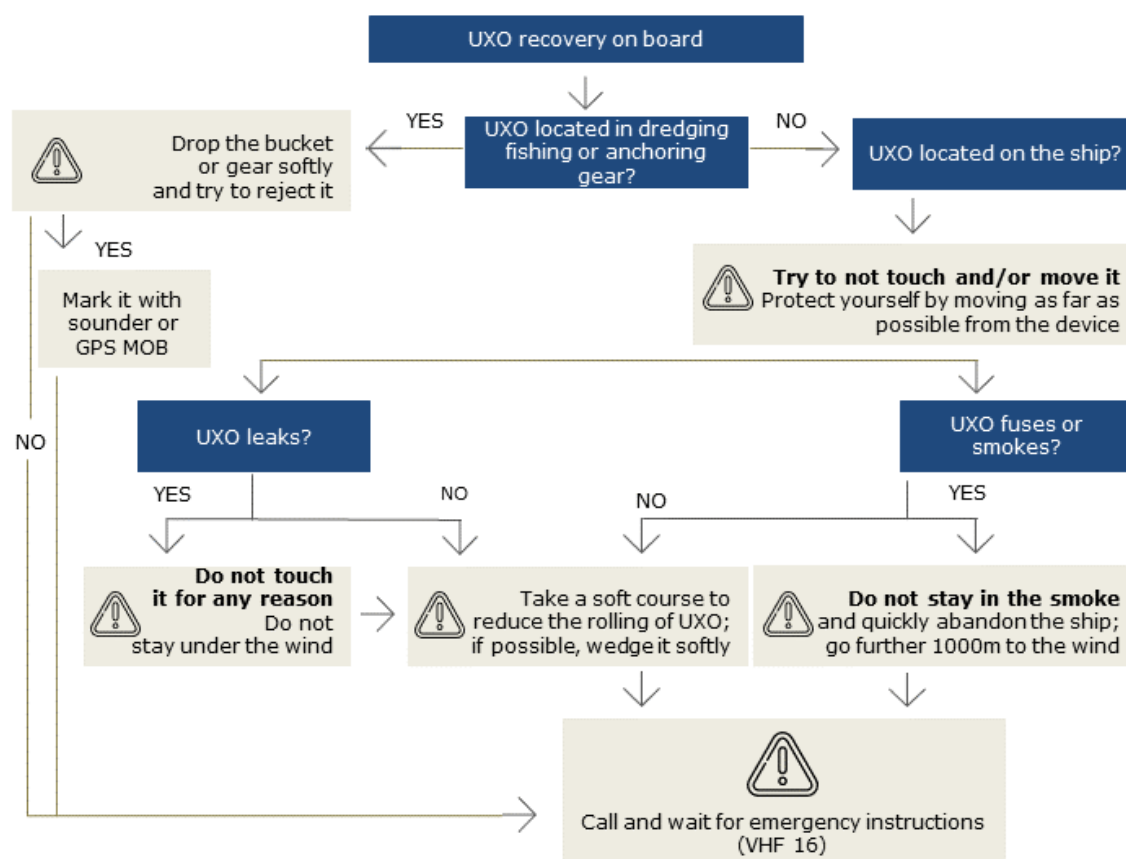 UXO recovery on board
YES
UXO located in dredging
fishing or anchoring
gear?
NO
Drop the bucket
or gear softly
and try to reject it
UXO located on the ship?
YES
Mark it with
sounder or
GPS MOB
Try to not touch and/or move it
Protect yourself by moving as far as
possible from the device
NO
UXO leaks?
UXO fuses or
smokes?
YES
NO
NO
YES
Do not touch
it for any reason
Do not
stay under the wind
Take a soft course to
reduce the rolling of UXO;
if possible, wedge it softly
Do not stay in the smoke
and quickly abandon the ship;
go further 1000m to the wind
Call and wait for emergency instructions
(VHF 16)